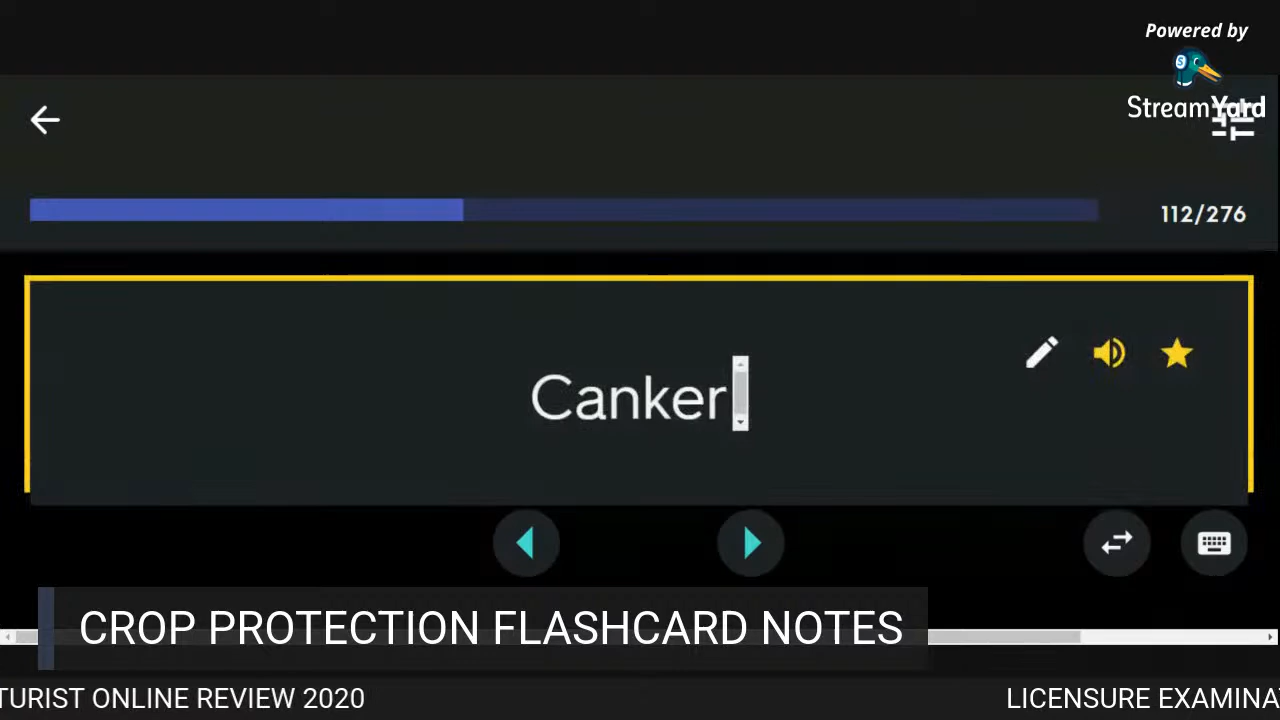 Powered by
StreamYard
112/276
Canker
CROP PROTECTION FLASHCARD NOTES
TURIST ONLINE REVIEW 2020
LICENSURE EXAMINA